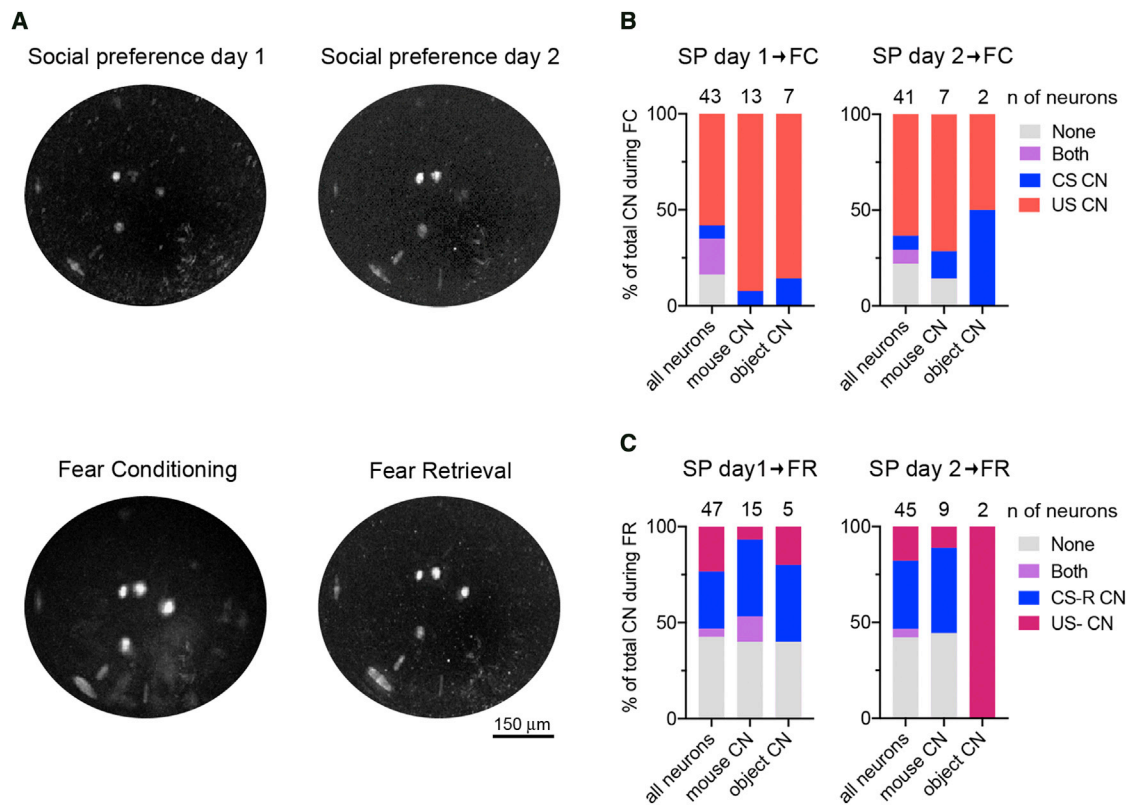 A
Social preference day 1
Social preference day 2
Fear Conditioning
Fear Retrieval
150 µm
B
SP day 1→FC
SP day 2→FC
43 13 7
41 7 2
n of neurons
% of total CN during FC
100
50
0
100
50
0
None
Both
CS CN
US CN
all neurons
mouse CN
object CN
all neurons
mouse CN
object CN
C
SP day1→FR
SP day 2→FR
47 15 5
45 9 2
n of neurons
% of total CN during FR
100
50
0
100
50
0
None
Both
CS-R CN
US- CN
all neurons
mouse CN
object CN
all neurons
mouse CN
object CN